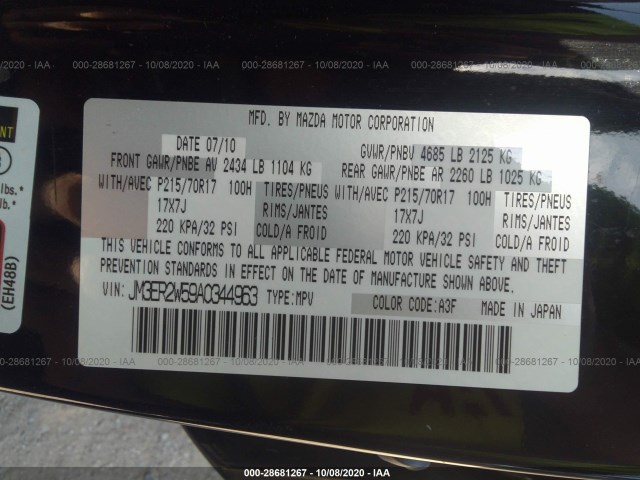 000-28681267 - 10/08/2020 - IAA
MFD. BY MAZDA MOTOR CORPORATION
DATE 07/10
GVWR/PNBV 4685 LB 2125 KG
FRONT GAWR/PNBE AV 2434 LB 1104 KG
REAR GAWR/PNBE AR 2260 LB 1025 KG
WITH/AVEC P215/70R17 100H TIRES/PNEUS
17X7J RIMS/JANTES
220 KPA/32 PSI COLD/A FROID
WITH/AVEC P215/70R17 100H TIRES/PNEUS
17X7J RIMS/JANTES
220 KPA/32 PSI COLD/A FROID
THIS VEHICLE CONFORMS TO ALL APPLICABLE FEDERAL MOTOR VEHICLE SAFETY AND THEFT
PREVENTION STANDARDS IN EFFECT ON THE DATE OF MANUFACTURE SHOWN ABOVE.
VIN: JM3ER2W59A0344963 TYPE: MPV
COLOR CODE: A3F MADE IN JAPAN
(EH48B)
lbs.*
lb.*
000-28681267 - 10/08/2020 - IAA